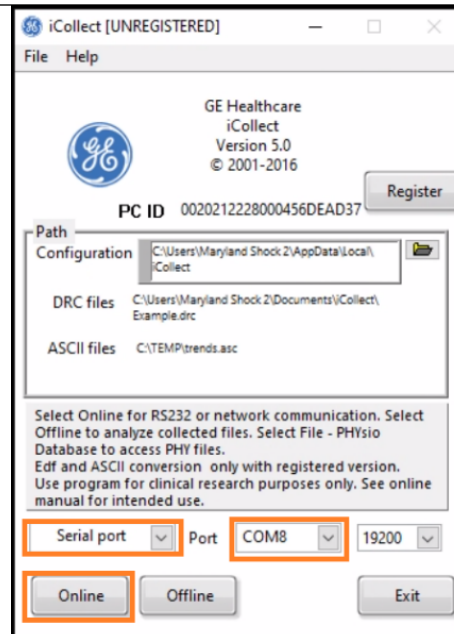 iCollect [UNREGISTERED]
File Help
GE Healthcare
iCollect
Version 5.0
© 2001-2016
Register
PC ID 0020212228000456DEAD37
Path
Configuration
C:\Users\Maryland Shock 2\AppData\Local\
iCollect
DRC files
C:\Users\Maryland Shock 2\Documents\iCollect\
Example.drc
ASCII files C:\TEMP\trends.asc
Select Online for RS232 or network communication. Select
Offline to analyze collected files. Select File - PHYsio
Database to access PHY files.
Edf and ASCII conversion only with registered version.
Use program for clinical research purposes only. See online
manual for intended use.
Serial port Port COM8 19200
Online Offline Exit